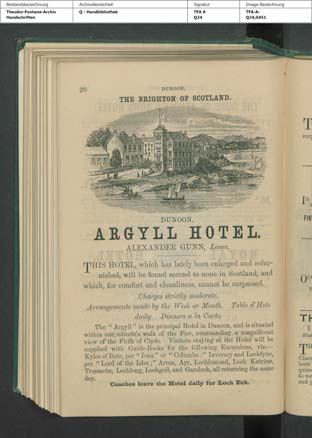 Bestandsbezeichnung Archivalieneinheit Signatur Image-Bezeichnung
Theodor-Fontane-Archiv Q - Handbibliothek TFA A TFA-A-
Handschriften Q24 Q24,0451
20 DUNOON.
THE BRIGHTON OF SCOTLAND.
DUNOON.
ARGYLL HOTEL.
ALEXANDER GUNN, Lessee.
THIS HOTEL, which has lately been enlarged and refur-
nished, will be found second to none in Scotland, and
which, for comfort and cleanliness, cannot be surpassed.
Charges strictly moderate.
Arrangements made by the Week or Month. Table d'Hote
daily. Dinners a la Carte.
The "Argyll" is the principal Hotel in Dunoon, and is situated
within one minute's walk of the Pier, commanding a magnificent
view of the Firth of Clyde. Visitors staying at the Hotel will be
supplied with Guide-Books for the following Excursions, viz.—
Kyles of Bute, per "Iona" or "Columba;" Inverary and Lochfyne,
per "Lord of the Isles;" Arran, Ayr, Lochlomond, Loch Katrine,
Trossachs, Lochlong, Lochgoil, and Gareloch, all returning the same
day.
Coaches leave the Hotel daily for Loch Eck.